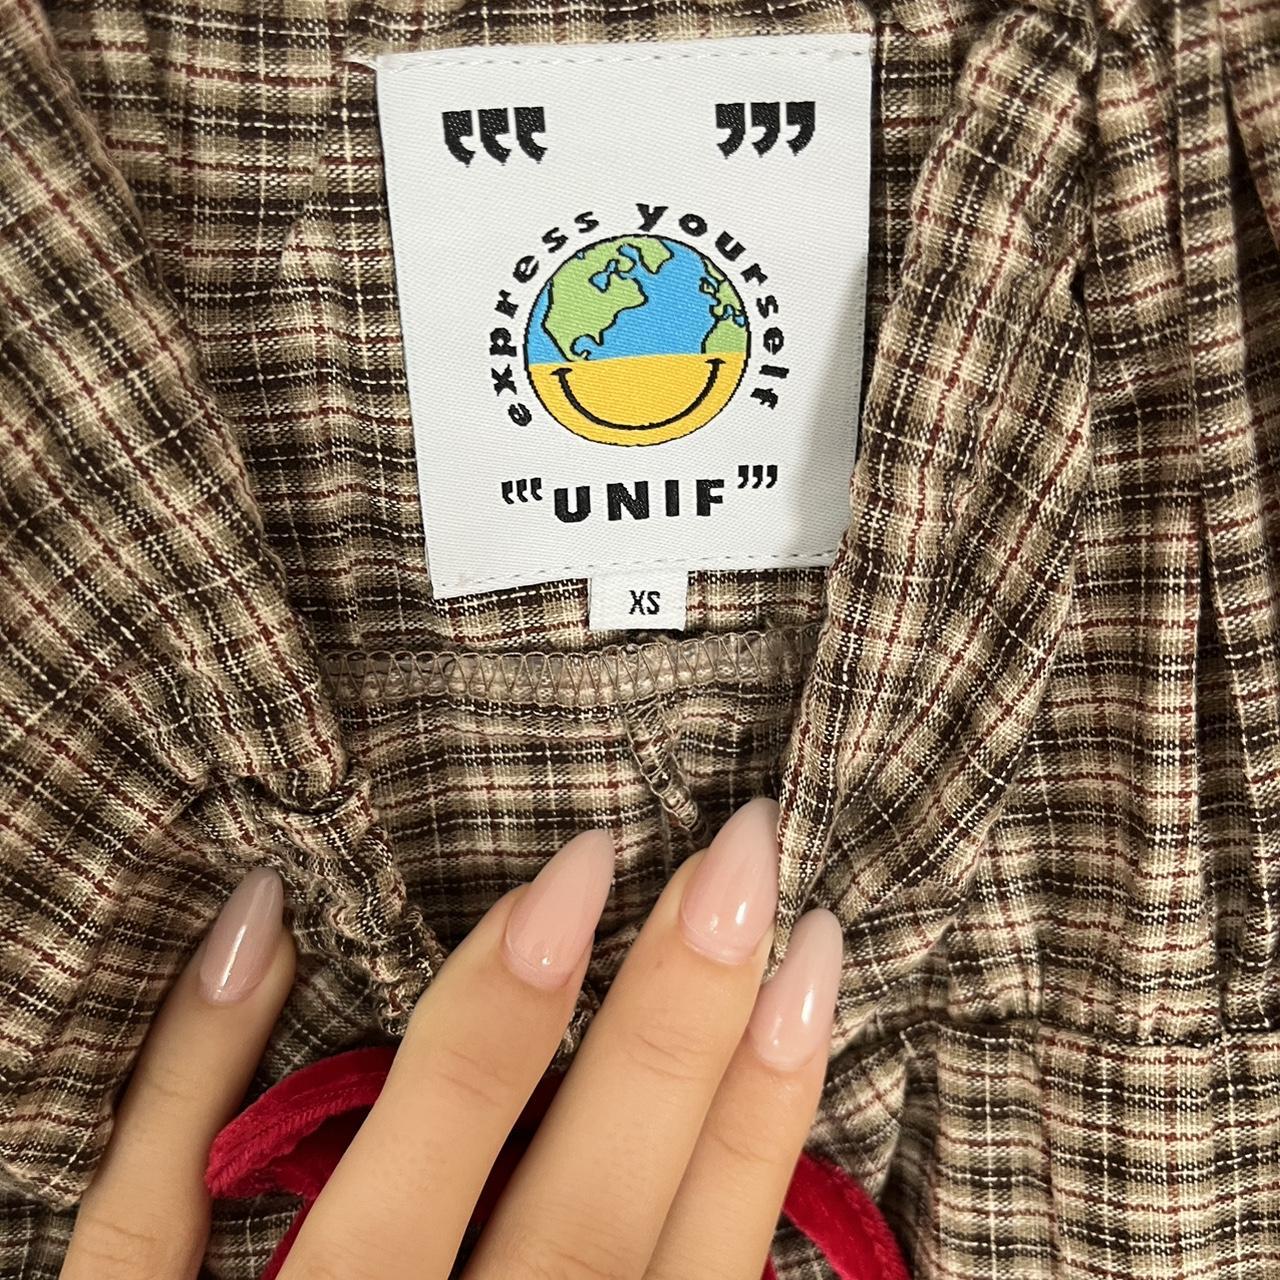 ❜❜❜ ❜❜❜
express yourself
❜❜❜UNIF❜❜❜
XS